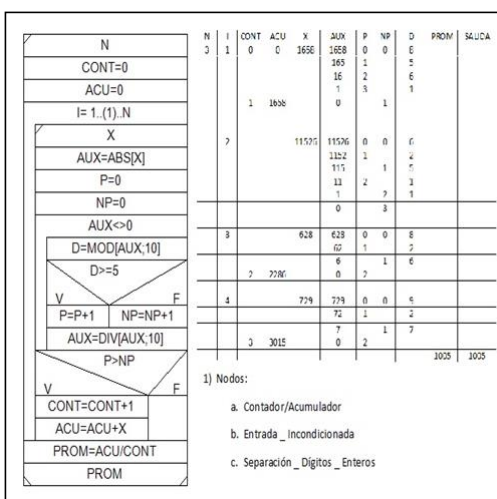 N
CONT=0
ACU=0
I= 1..(1)..N
X
AUX=ABS[X]
P=0
NP=0
AUX<>0
D=MOD[AUX;10]
D>=5
V F
P=P+1 NP=NP+1
AUX=DIV[AUX;10]
P>NP
V F
CONT=CONT+1
ACU=ACU+X
PROM=ACU/CONT
PROM
N I CONT ACU X AUX P NP D PROM SALIDA
3 1 0 0 1658 1658 0 0 8
165 1 5
16 2 6
1 3 1
1 1658 0 1
2 11526 11526 0 0 6
1152 1 2
115 1 5
11 2 1
1 2 1
0 3
3 628 628 0 0 8
62 1 2
6 1 6
2 2286 0 2
4 729 729 0 0 9
72 1 2
7 1 7
3 3015 0 2
1005 1005
1) Nodos:
a. Contador/Acumulador
b. Entrada _ Incondicionada
c. Separación _ Dígitos _ Enteros